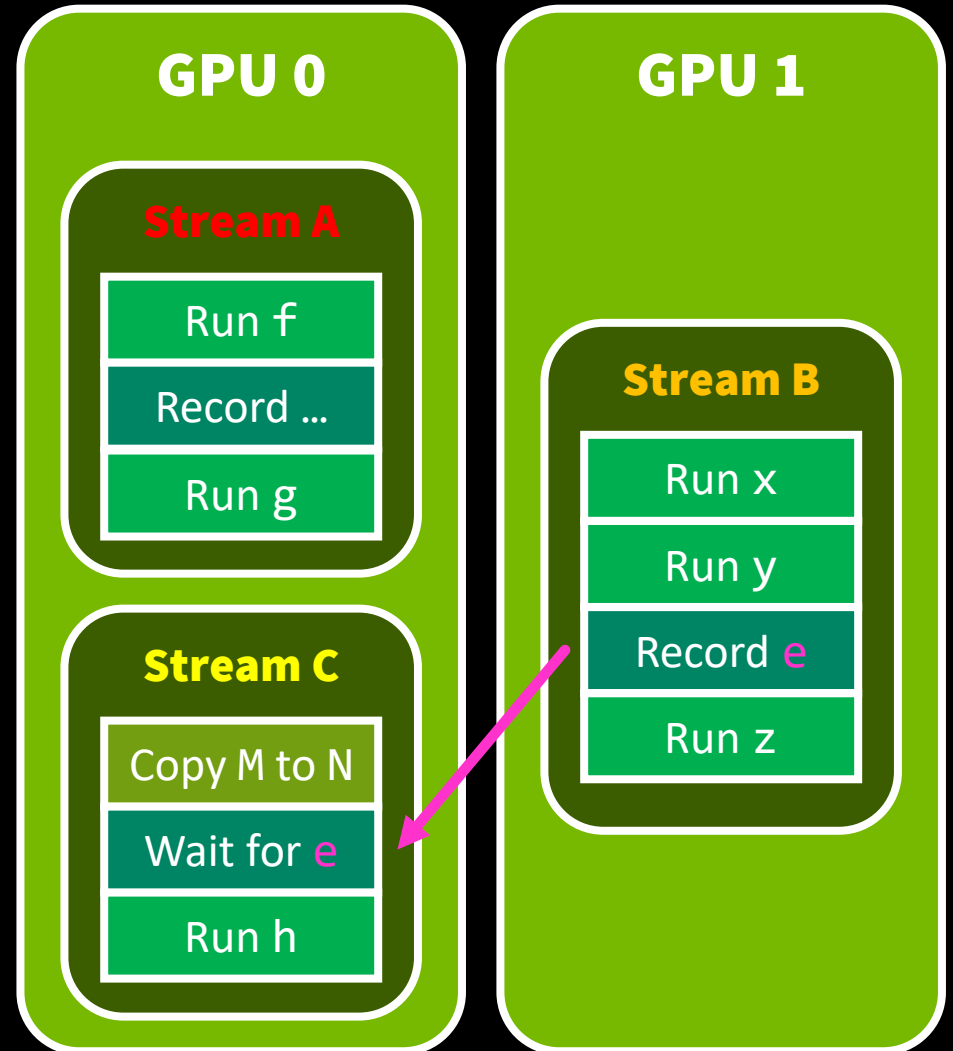 GPU 0
Stream A
Run f
Record …
Run g
Stream C
Copy M to N
Wait for e
Run h
GPU 1
Stream B
Run x
Run y
Record e
Run z